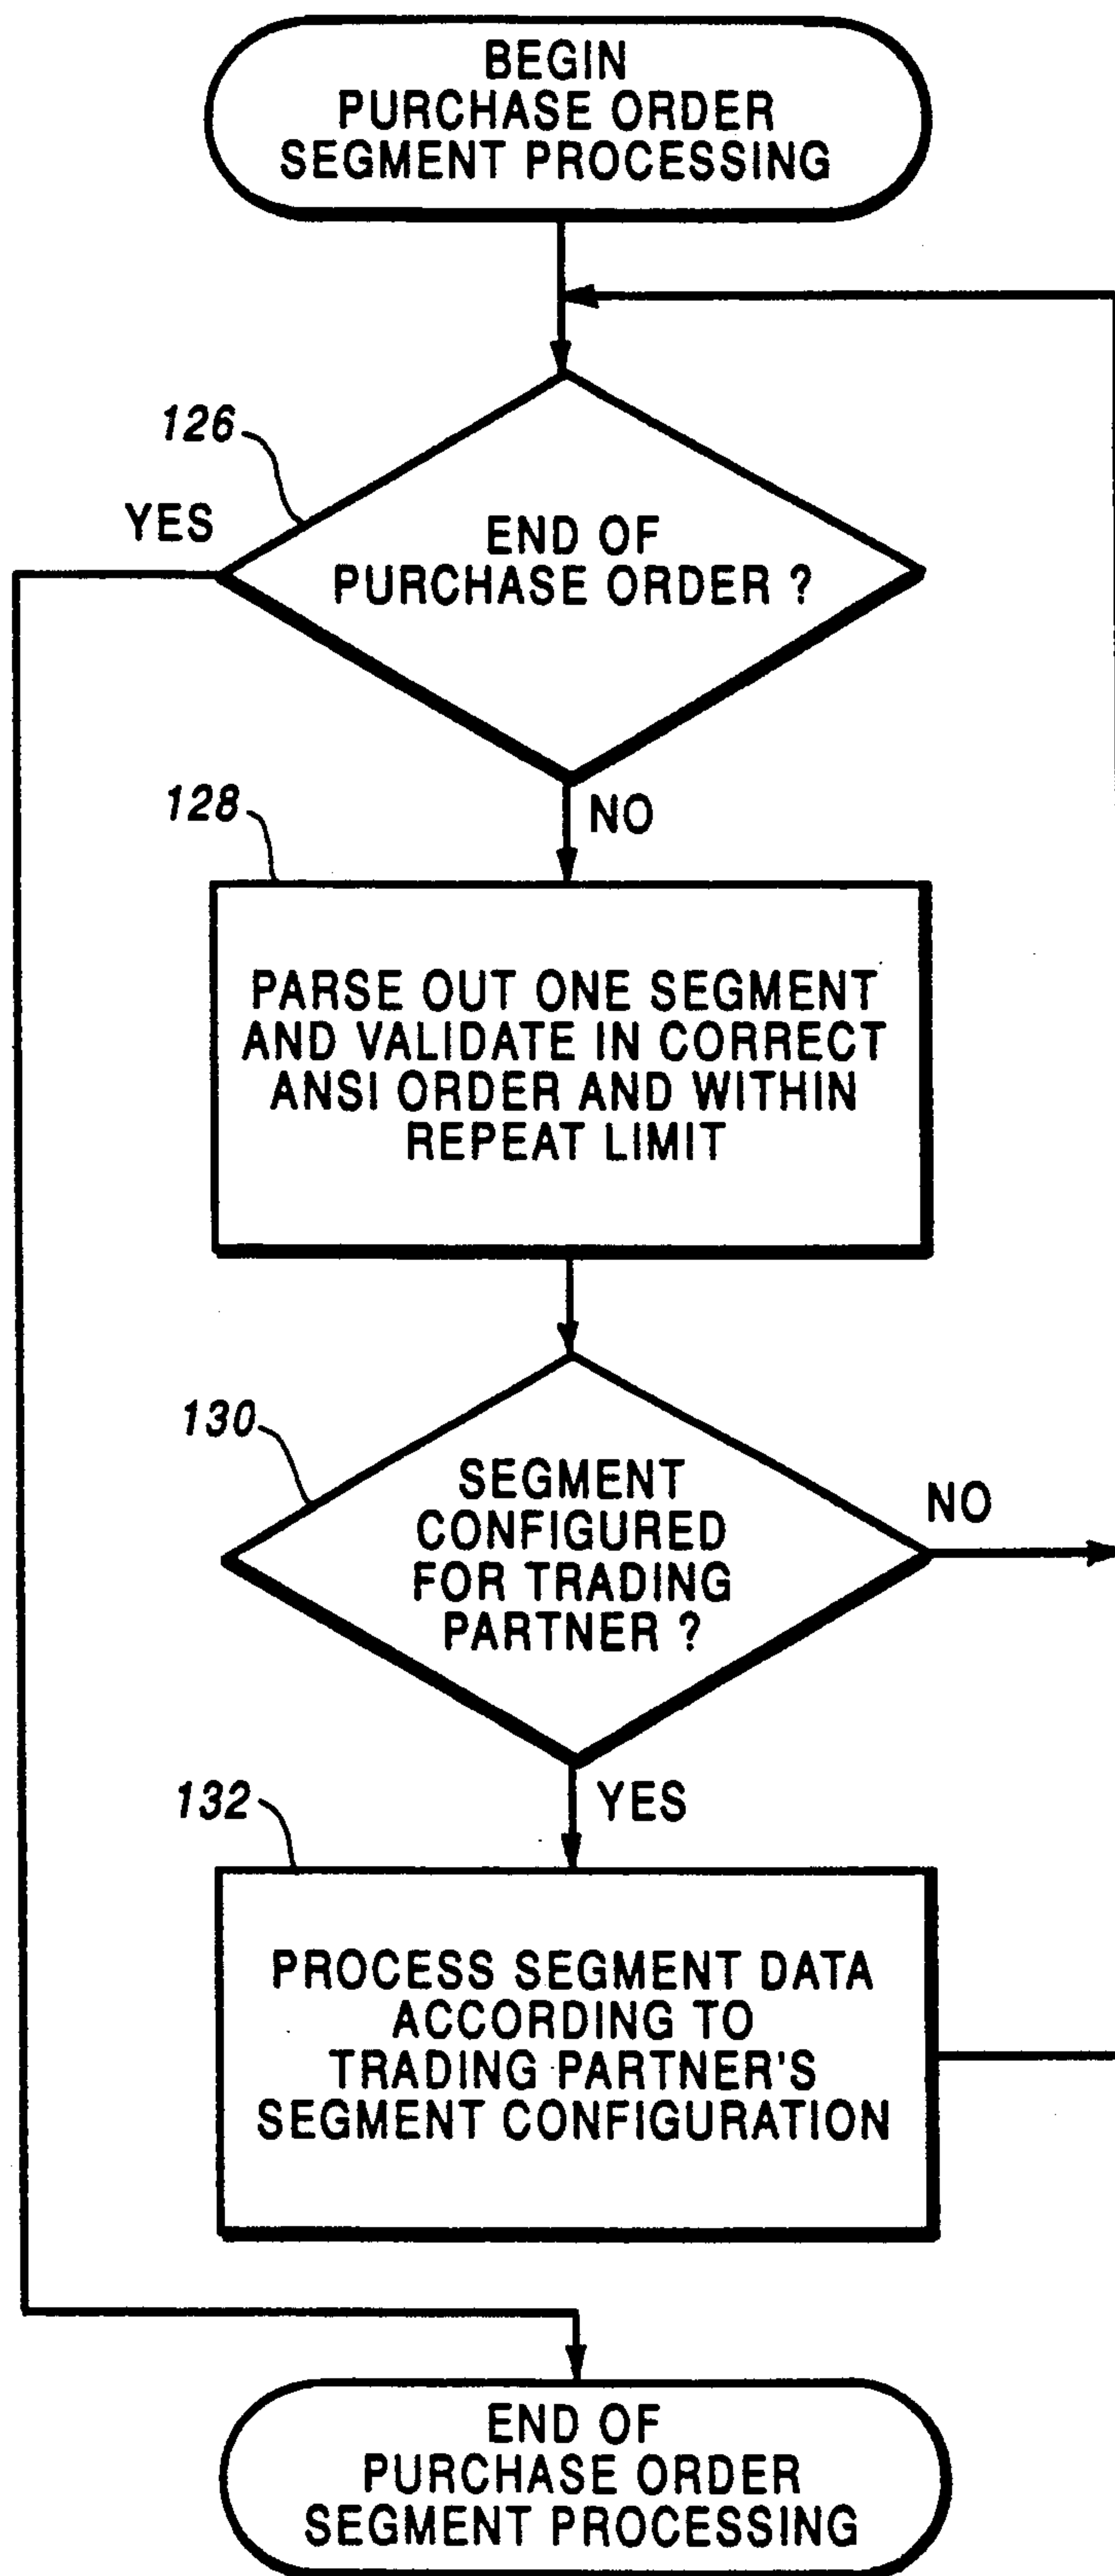 BEGIN
PURCHASE ORDER
SEGMENT PROCESSING
126
YES
END OF
PURCHASE ORDER ?
NO
128
PARSE OUT ONE SEGMENT
AND VALIDATE IN CORRECT
ANSI ORDER AND WITHIN
REPEAT LIMIT
130
SEGMENT
CONFIGURED
FOR TRADING
PARTNER ?
NO
YES
132
PROCESS SEGMENT DATA
ACCORDING TO
TRADING PARTNER'S
SEGMENT CONFIGURATION
END OF
PURCHASE ORDER
SEGMENT PROCESSING